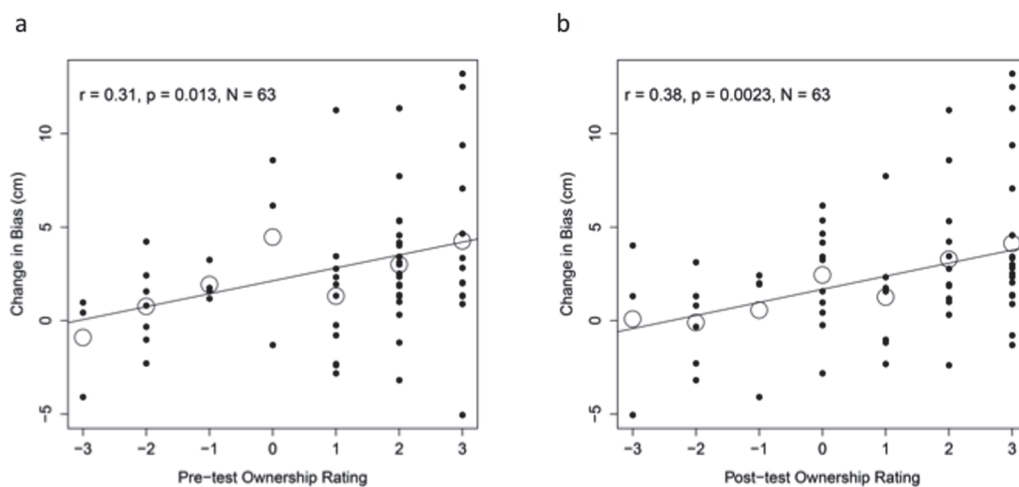 a
r = 0.31, p = 0.013, N = 63
Change in Bias (cm)
10
5
0
−5
−3 −2 −1 0 1 2 3
Pre−test Ownership Rating
b
r = 0.38, p = 0.0023, N = 63
Change in Bias (cm)
10
5
0
−5
−3 −2 −1 0 1 2 3
Post−test Ownership Rating